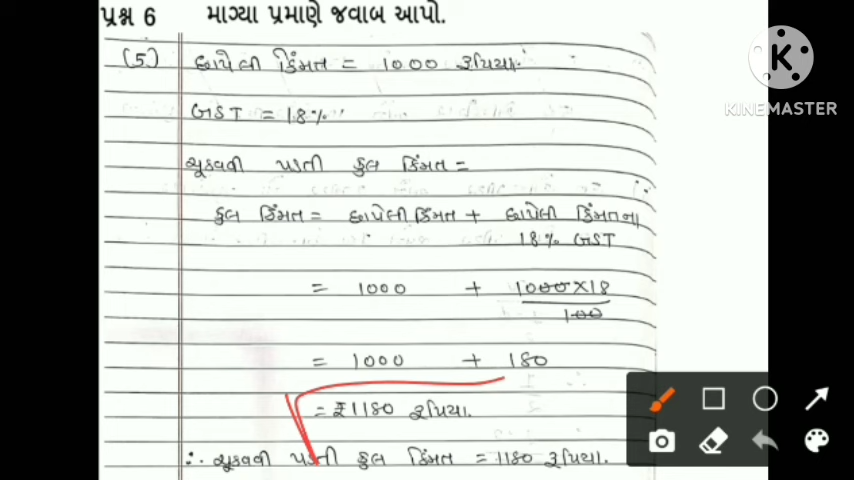 પ્રશ્ન 6 માગ્યા પ્રમાણે જવાબ આપો.
(5) છાપેલી કિંમત = 1000 રૂપિયા.
GST = 18%
ચૂકવવી પડતી કુલ કિંમત =
કુલ કિંમત = છાપેલી કિંમત + છાપેલી કિંમતના
18% GST
= 1000 + 1000×18
100
= 1000 + 180
= ₹1180 રૂપિયા.
∴ ચૂકવવી પડતી કુલ કિંમત = 1180 રૂપિયા.
K
KINEMASTER